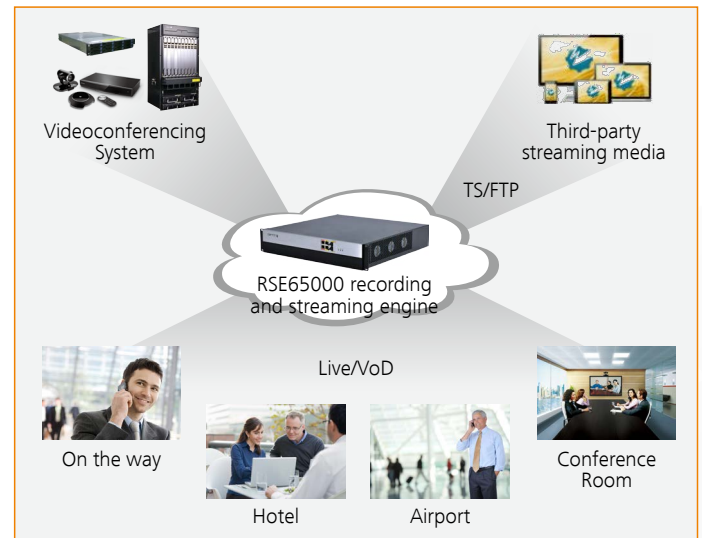 Videoconferencing
System
Third-party
streaming media
TS/FTP
RSE65000 recording
and streaming engine
Live/VoD
On the way
Hotel
Airport
Conference
Room